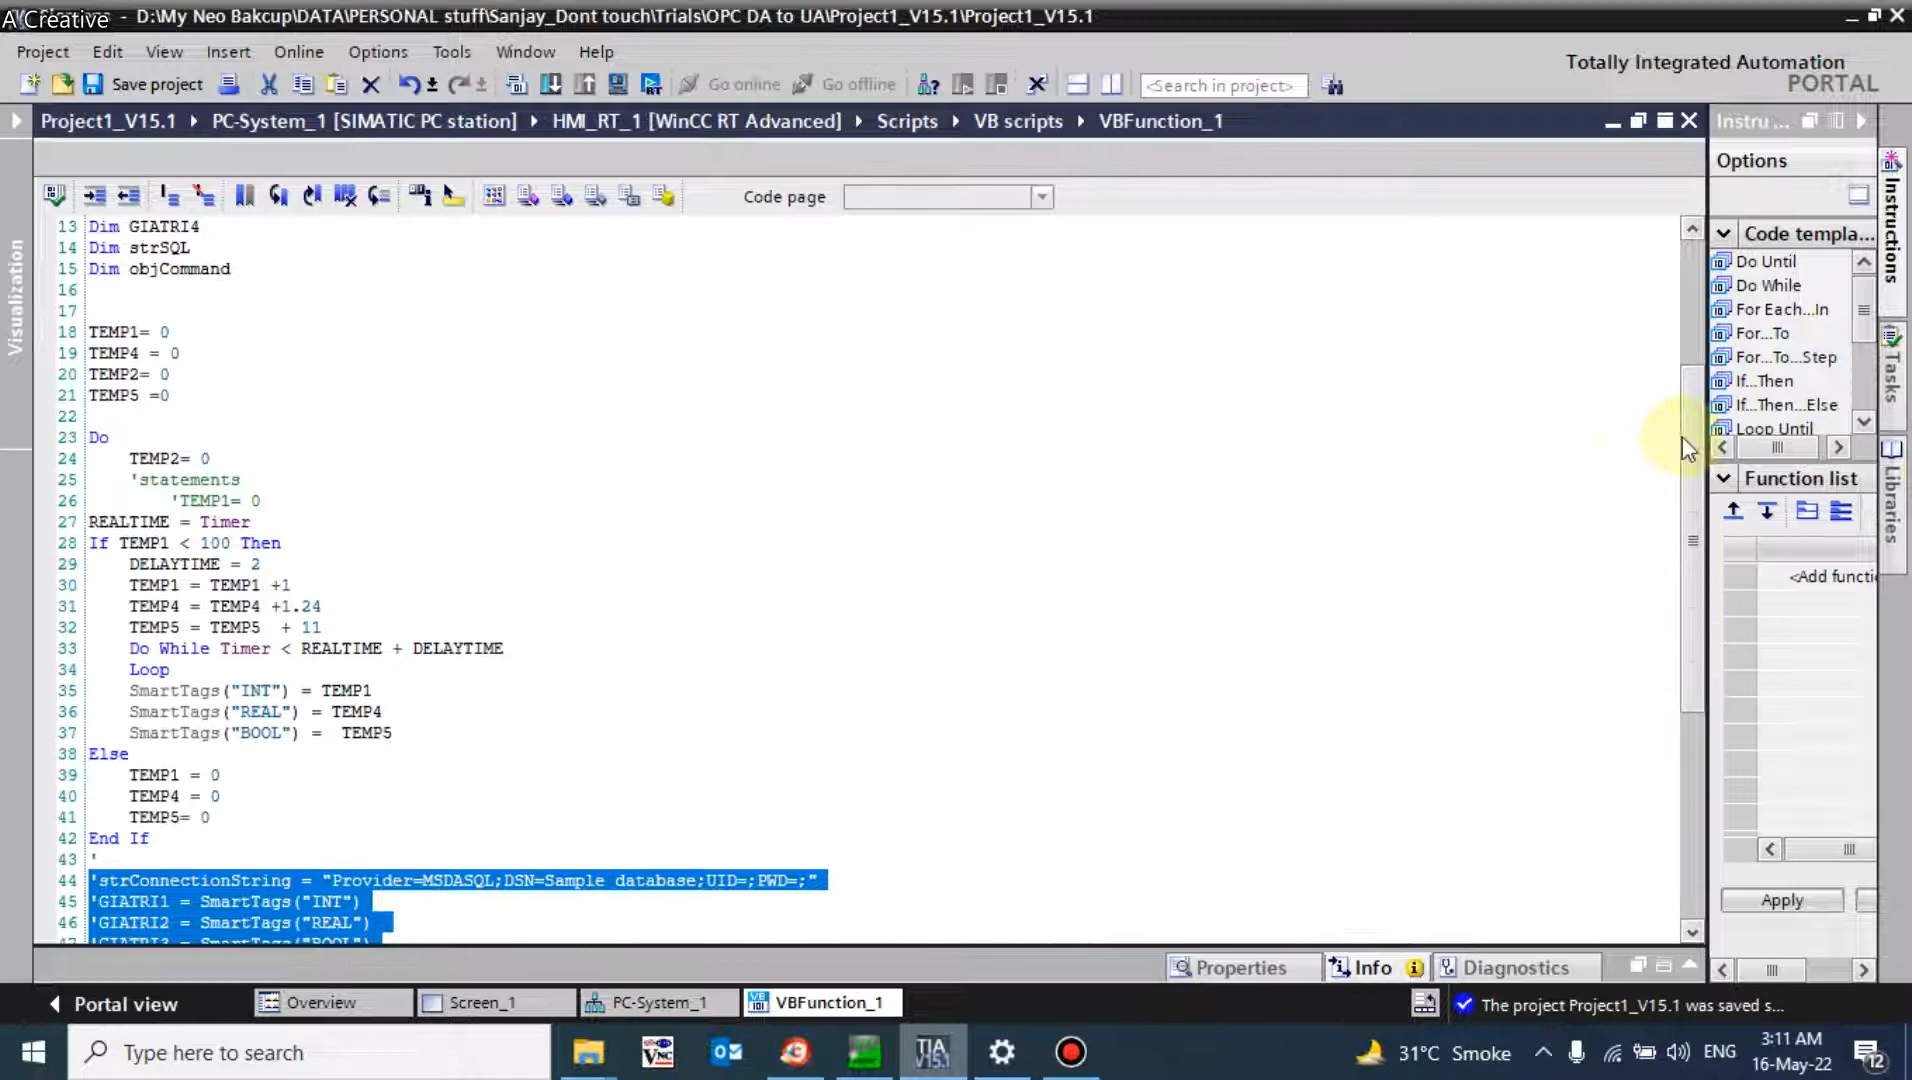 A Creative
- D:\My Neo Bakcup\DATA\PERSONAL stuff\Sanjay_Dont touch\Trials\OPC DA to UA\Project1_V15.1\Project1_V15.1
Project Edit View Insert Online Options Tools Window Help
Totally Integrated Automation
PORTAL
Save project
Go online
Go offline
<Search in project>
Project1_V15.1 PC-System_1 [SIMATIC PC station] HMI_RT_1 [WinCC RT Advanced] Scripts VB scripts VBFunction_1
Instru ...
Options
Code page
Visualization
13 Dim GIATRI4
14 Dim strSQL
15 Dim objCommand
16
17
18 TEMP1= 0
19 TEMP4 = 0
20 TEMP2= 0
21 TEMP5 =0
22
23 Do
24 TEMP2= 0
25 'statements
26 'TEMP1= 0
27 REALTIME = Timer
28 If TEMP1 < 100 Then
29 DELAYTIME = 2
30 TEMP1 = TEMP1 +1
31 TEMP4 = TEMP4 +1.24
32 TEMP5 = TEMP5 + 11
33 Do While Timer < REALTIME + DELAYTIME
34 Loop
35 SmartTags("INT") = TEMP1
36 SmartTags("REAL") = TEMP4
37 SmartTags("BOOL") = TEMP5
38 Else
39 TEMP1 = 0
40 TEMP4 = 0
41 TEMP5= 0
42 End If
43 '
44 'strConnectionString = "Provider=MSDASQL;DSN=Sample database;UID=;PWD=;"
45 'GIATRI1 = SmartTags("INT")
46 'GIATRI2 = SmartTags("REAL")
47 'GIATRI3 = SmartTags("BOOL")
Code templa...
Do Until
Do While
For Each...In
For...To
For...To...Step
If...Then
If...Then...Else
Loop Until
Function list
<Add functi
Apply
Instructions
Tasks
Libraries
Properties
Info
Diagnostics
Portal view
Overview
Screen_1
PC-System_1
VBFunction_1
The project Project1_V15.1 was saved s...
Type here to search
VNC
TIA
V15.1
31°C Smoke
ENG
3:11 AM
16-May-22
12